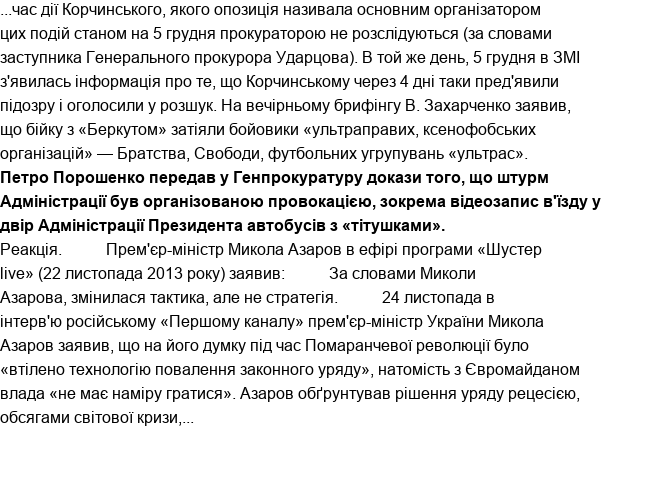 ...час дії Корчинського, якого опозиція називала основним організатором
цих подій станом на 5 грудня прокураторою не розслідуються (за словами
заступника Генерального прокурора Ударцова). В той же день, 5 грудня в ЗМІ
з'явилась інформація про те, що Корчинському через 4 дні таки пред'явили
підозру і оголосили у розшук. На вечірньому брифінгу В. Захарченко заявив,
що бійку з «Беркутом» затіяли бойовики «ультраправих, ксенофобських
організацій» — Братства, Свободи, футбольних угрупувань «ультрас».
Петро Порошенко передав у Генпрокуратуру докази того, що штурм
Адміністрації був організованою провокацією, зокрема відеозапис в'їзду у
двір Адміністрації Президента автобусів з «тітушками».
Реакція. Прем'єр-міністр Микола Азаров в ефірі програми «Шустер
live» (22 листопада 2013 року) заявив: За словами Миколи
Азарова, змінилася тактика, але не стратегія. 24 листопада в
інтерв'ю російському «Першому каналу» прем'єр-міністр України Микола
Азаров заявив, що на його думку під час Помаранчевої революції було
«втілено технологію повалення законного уряду», натомість з Євромайданом
влада «не має наміру гратися». Азаров обґрунтував рішення уряду рецесією,
обсягами світової кризи,...